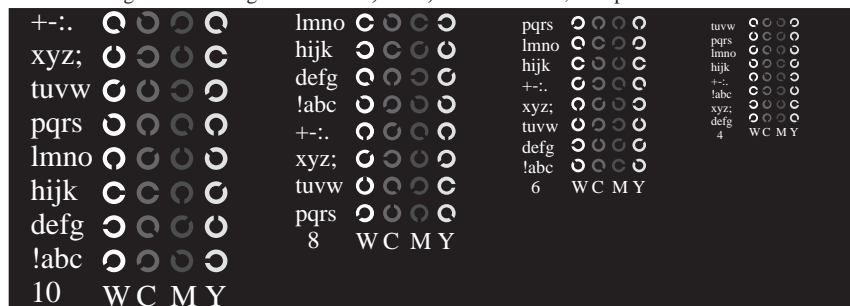 +-:.
xyz;
tuvw
pqrs
lmno
hijk
defg
!abc
10 W C M Y
lmno
hijk
defg
!abc
+-:.
xyz;
tuvw
pqrs
8 W C M Y
pqrs
lmno
hijk
+-:.
xyz;
tuvw
defg
!abc
6 W C M Y
tuvw
pqrs
lmno
hijk
+-:.
!abc
xyz;
defg
4 W C M Y